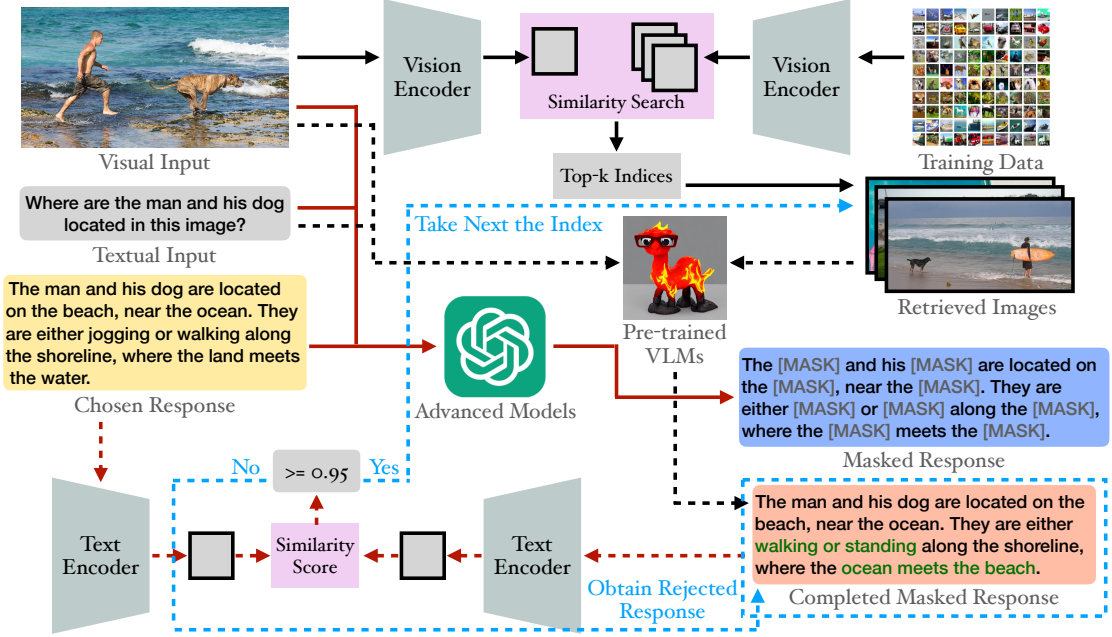 Visual Input
Vision
Encoder
Similarity Search
Vision
Encoder
Training Data
Top-k Indices
Where are the man and his dog
located in this image?
Textual Input
Take Next the Index
Retrieved Images
The man and his dog are located
on the beach, near the ocean. They
are either jogging or walking along
the shoreline, where the land meets
the water.
Chosen Response
Advanced Models
Pre-trained
VLMs
The [MASK] and his [MASK] are located on
the [MASK], near the [MASK]. They are
either [MASK] or [MASK] along the [MASK],
where the [MASK] meets the [MASK].
Masked Response
No
>= 0.95
Yes
Text
Encoder
Similarity
Score
Text
Encoder
Obtain Rejected
Response
The man and his dog are located on the
beach, near the ocean. They are either
walking or standing along the shoreline,
where the ocean meets the beach.
Completed Masked Response